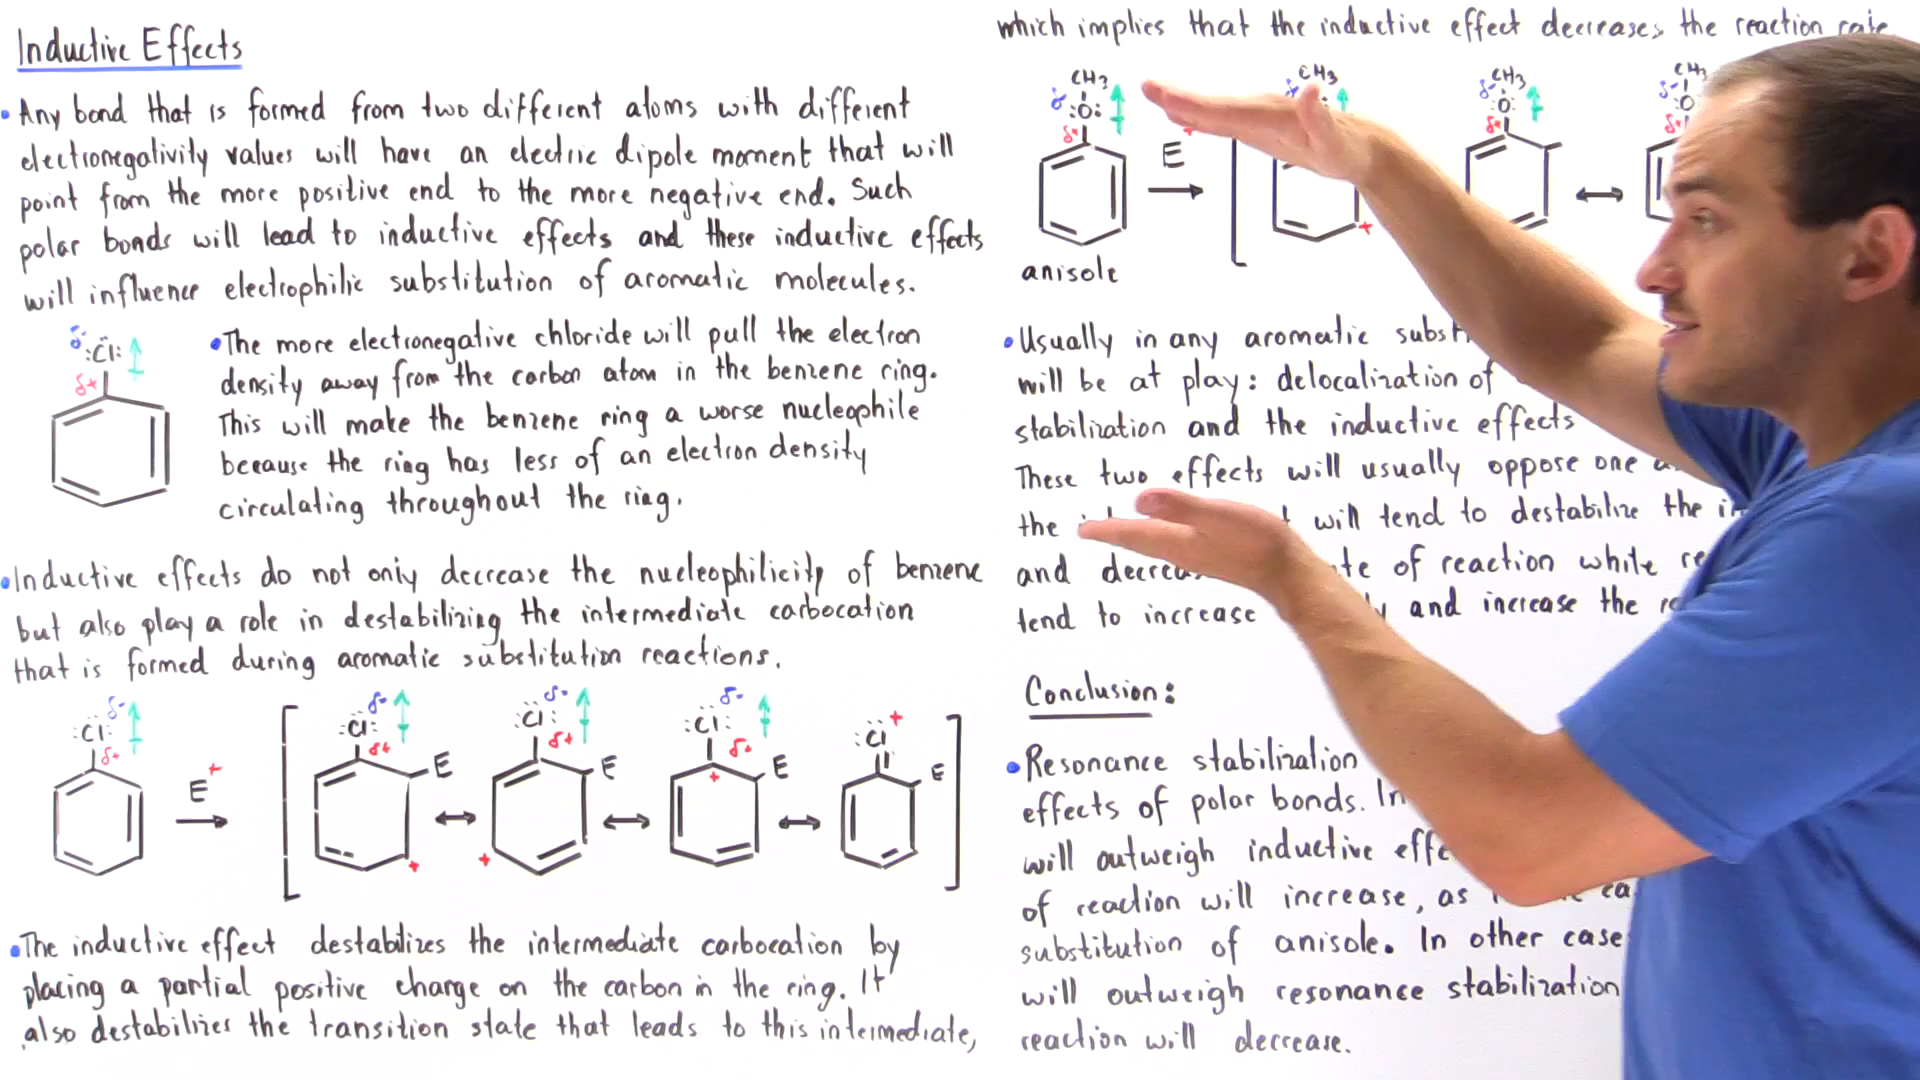 Inductive Effects
• Any bond that is formed from two different atoms with different
electronegativity values will have an electric dipole moment that will
point from the more positive end to the more negative end. Such
polar bonds will lead to inductive effects and these inductive effects
will influence electrophilic substitution of aromatic molecules.
δ- :Cl: δ+
• The more electronegative chloride will pull the electron
density away from the carbon atom in the benzene ring.
This will make the benzene ring a worse nucleophile
because the ring has less of an electron density
circulating throughout the ring.
• Inductive effects do not only decrease the nucleophilicity of benzene
but also play a role in destabilizing the intermediate carbocation
that is formed during aromatic substitution reactions.
δ- δ- δ- δ- +
:Cl: :Cl: :Cl: :Cl: :Cl
δ+ δ+ δ+ δ+
E+ E E E E
+ + +
• The inductive effect destabilizes the intermediate carbocation by
placing a partial positive charge on the carbon in the ring. It
also destabilizes the transition state that leads to this intermediate,
which implies that the inductive effect decreases the reaction rate
CH3 CH3 CH3 CH3
δ- :O: δ- δ- :O: δ- :O
δ+ δ+ δ+
E+
+
anisole
• Usually in any aromatic subst
will be at play: delocalization of
stabilization and the inductive effects
These two effects will usually oppose one
the will tend to destabilize the
and of reaction while
tend to increase and increase the
Conclusion:
• Resonance stabilization
effects of polar bonds. In
will outweigh inductive
of reaction will increase, as
substitution of anisole. In other case
will outweigh resonance stabilization
reaction will decrease.